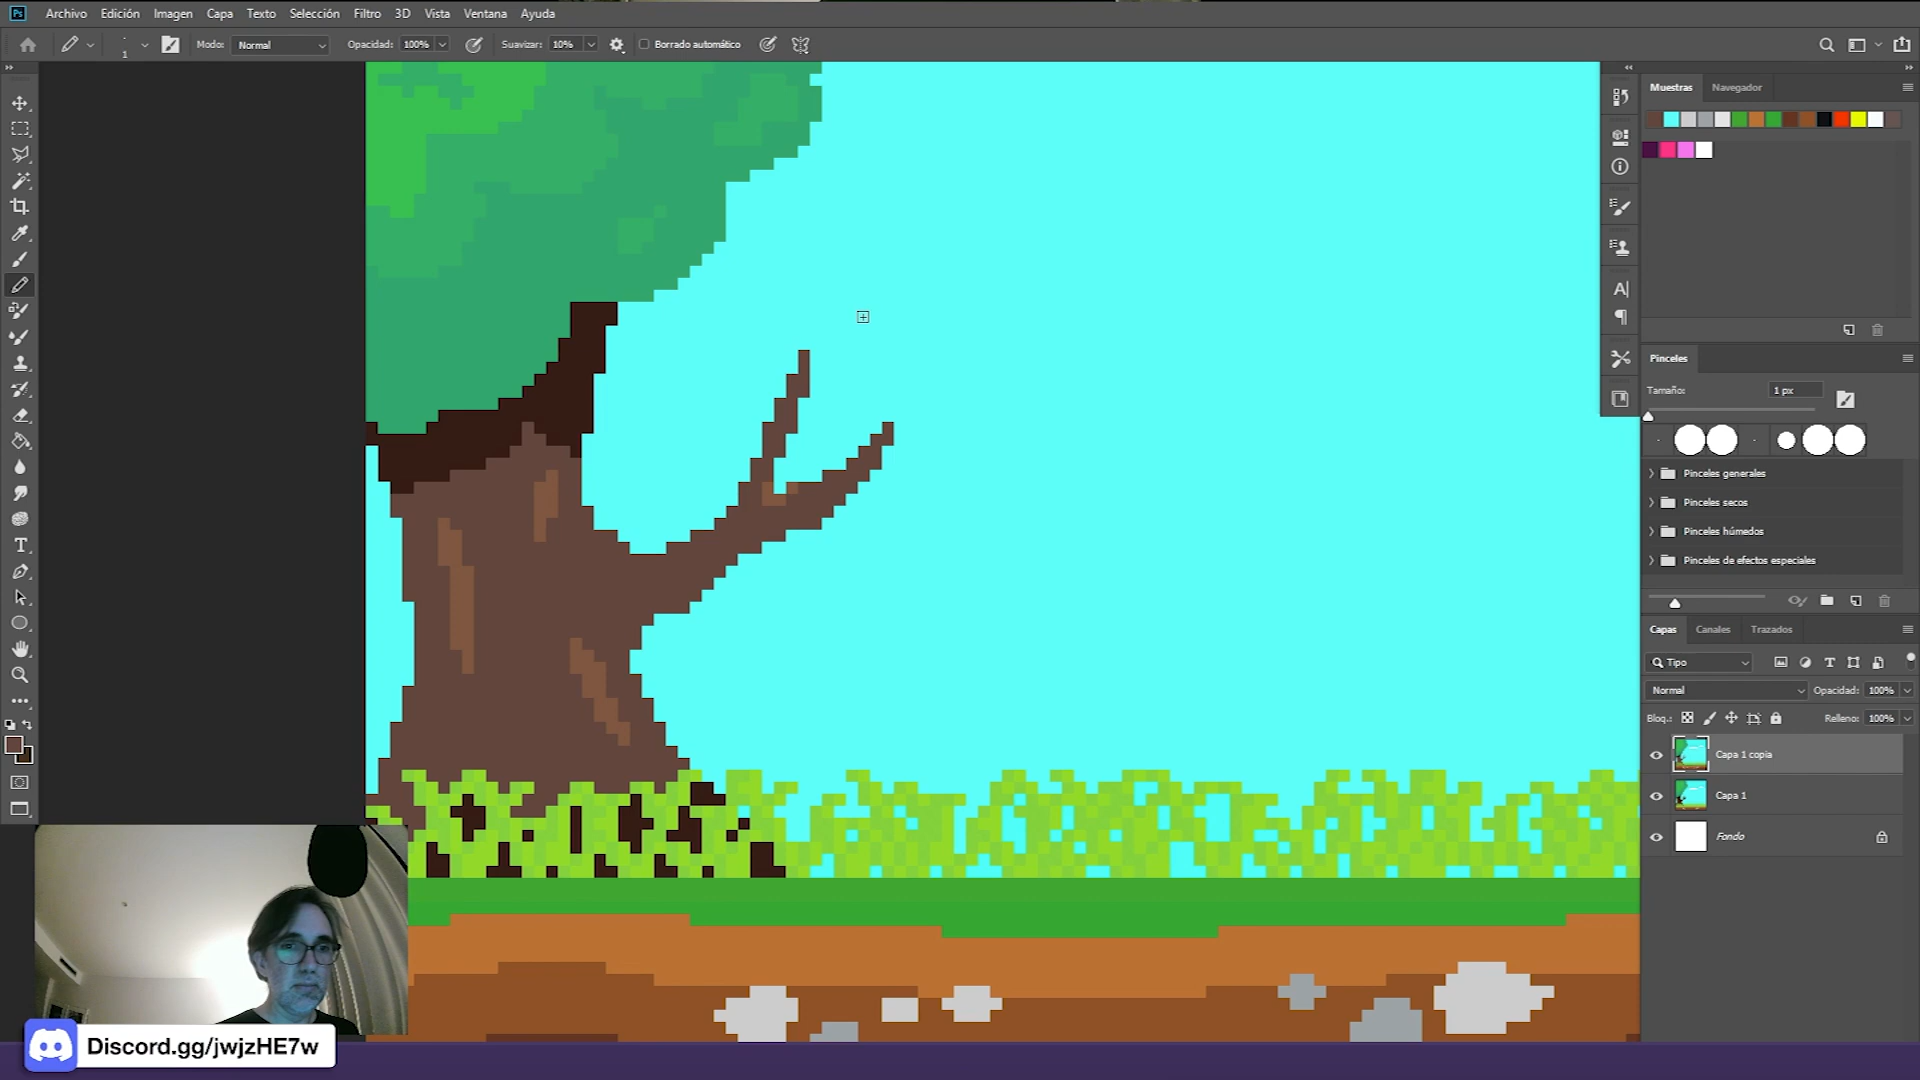 Ps Archivo Edición Imagen Capa Texto Selección Filtro 3D Vista Ventana Ayuda
1 Modo: Normal Opacidad: 100% Suavizar: 10% Borrado automático
Muestras Navegador
Pinceles
Tamaño: 1 px
Pinceles generales
Pinceles secos
Pinceles húmedos
Pinceles de efectos especiales
Capas Canales Trazados
Tipo
Normal Opacidad: 100%
Bloq.: Relleno: 100%
Capa 1 copia
Capa 1
Fondo
Discord.gg/jwjzHE7w